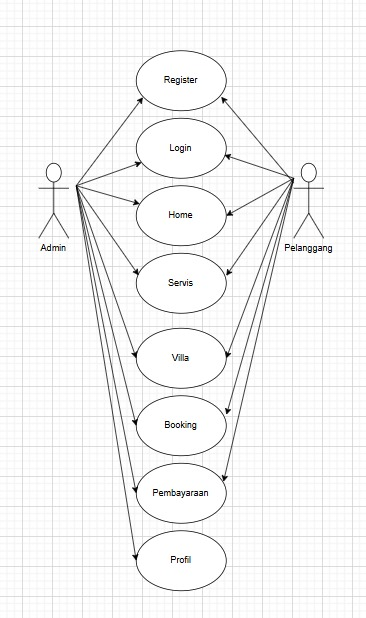 Register
Login
Home
Servis
Villa
Booking
Pembayaraan
Profil
Admin
Pelanggang